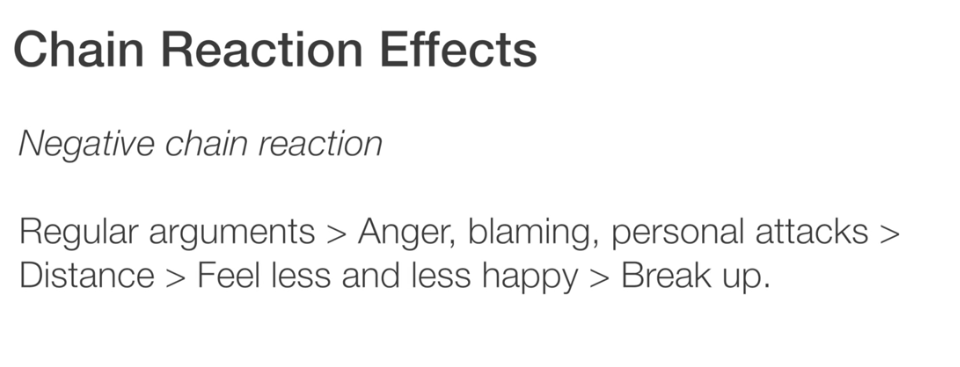 Chain Reaction Effects
Negative chain reaction
Regular arguments > Anger, blaming, personal attacks >
Distance > Feel less and less happy > Break up.